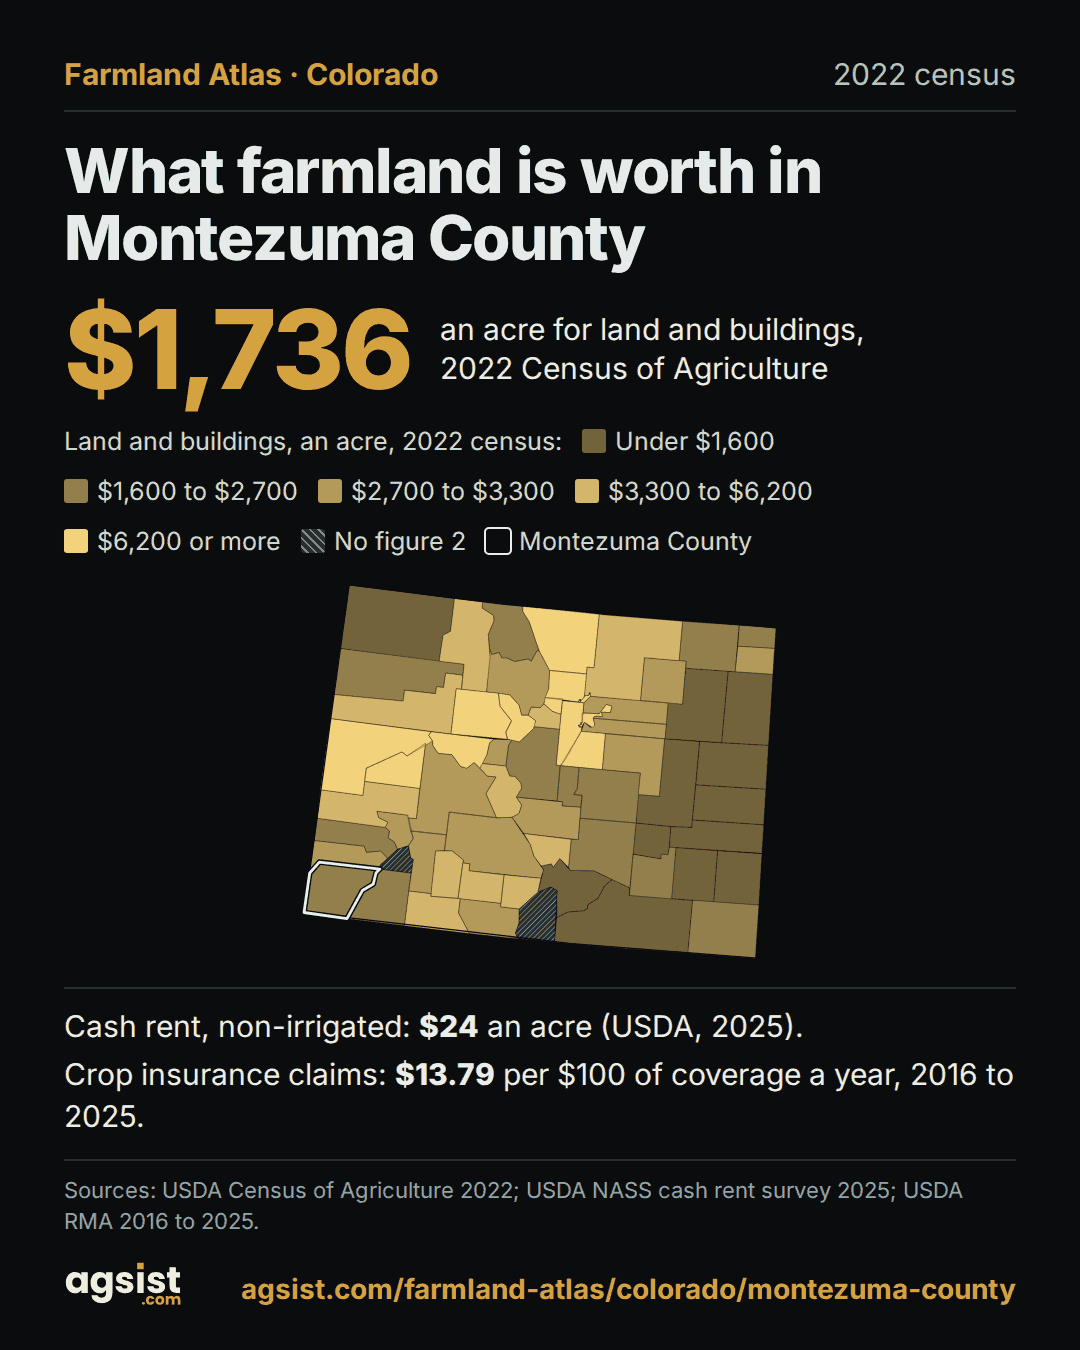 Farmland Atlas · Colorado
2022 census
What farmland is worth in
Montezuma County
$1,736
an acre for land and buildings,
2022 Census of Agriculture
Land and buildings, an acre, 2022 census: Under $1,600
$1,600 to $2,700 $2,700 to $3,300 $3,300 to $6,200
$6,200 or more No figure 2 Montezuma County
Cash rent, non-irrigated: $24 an acre (USDA, 2025).
Crop insurance claims: $13.79 per $100 of coverage a year, 2016 to
2025.
Sources: USDA Census of Agriculture 2022; USDA NASS cash rent survey 2025; USDA
RMA 2016 to 2025.
agsist
.com
agsist.com/farmland-atlas/colorado/montezuma-county